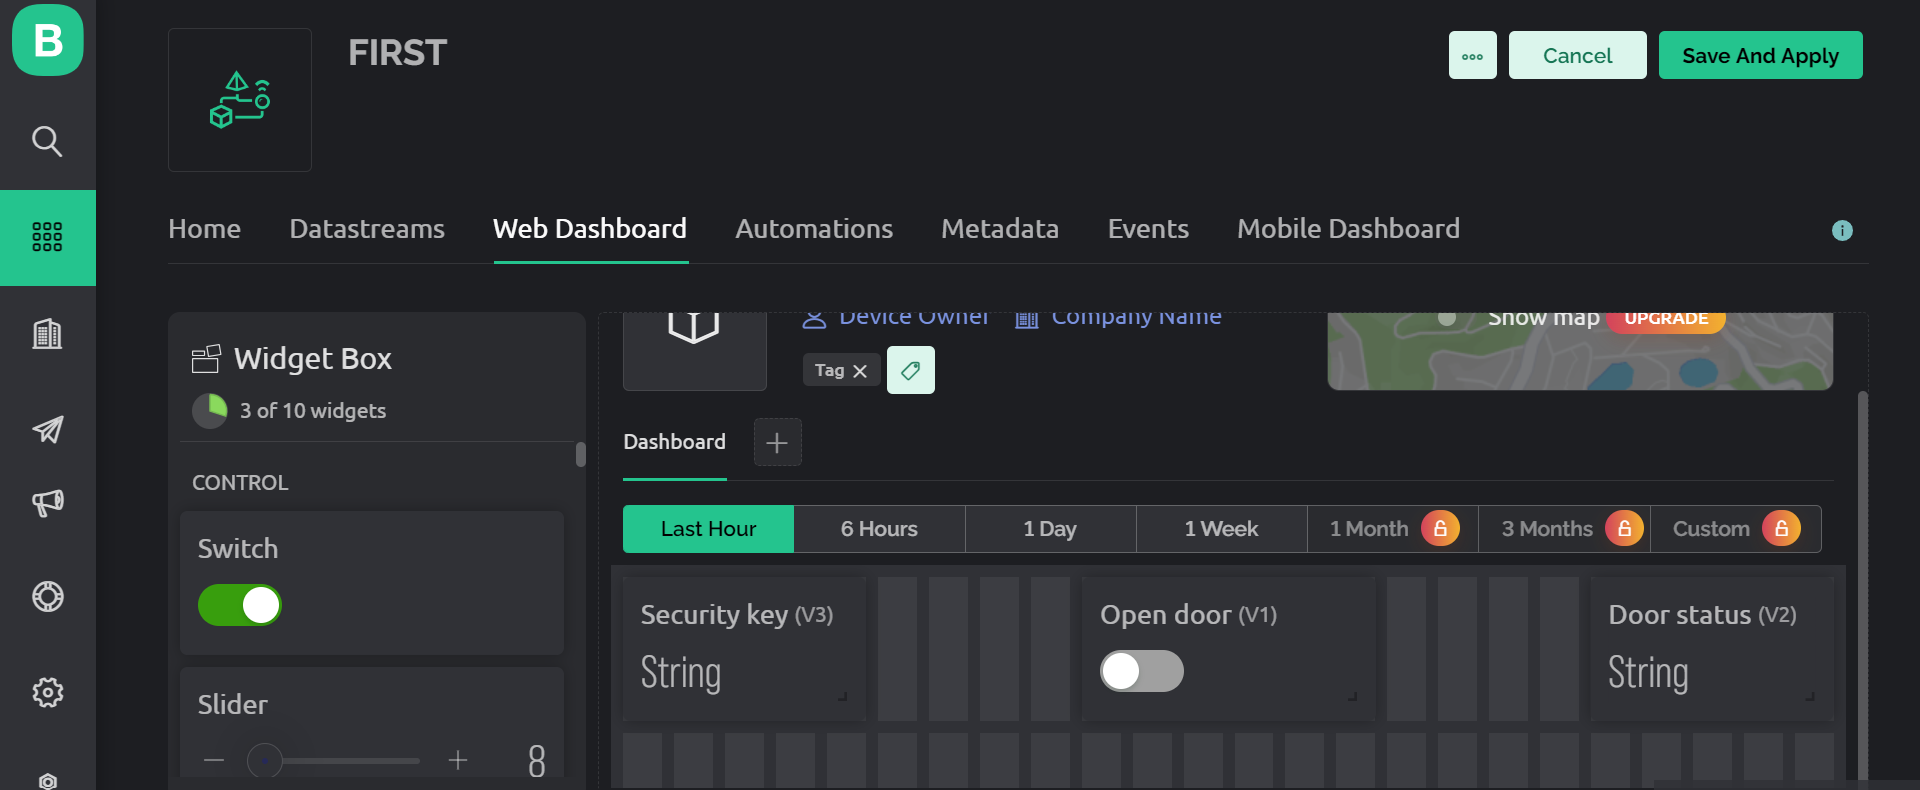 B
FIRST
Cancel
Save And Apply
Home Datastreams Web Dashboard Automations Metadata Events Mobile Dashboard
Widget Box
3 of 10 widgets
CONTROL
Switch
Slider
8
Device Owner Company Name
Show map UPGRADE
Tag
Dashboard
Last Hour 6 Hours 1 Day 1 Week 1 Month 3 Months Custom
Security key (V3)
String
Open door (V1)
Door status (V2)
String